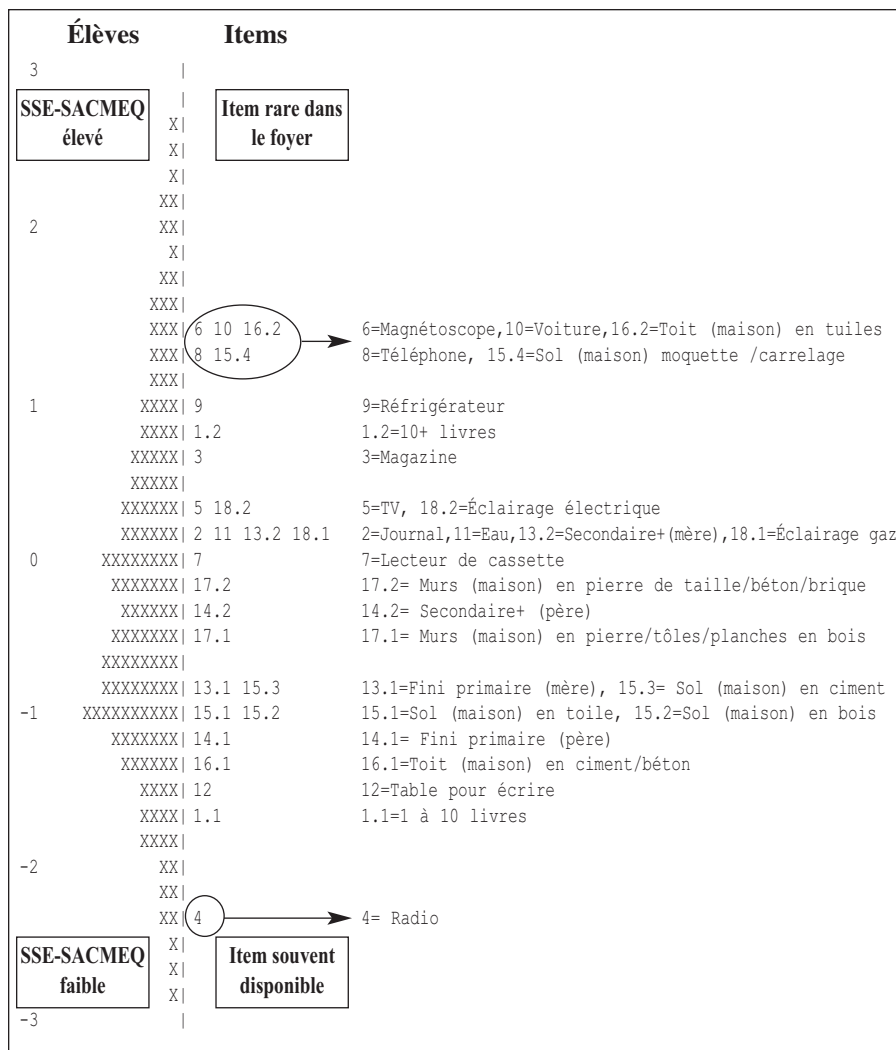 Élèves Items
3 |
SSE-SACMEQ élevé | Item rare dans le foyer
X|
X|
X|
XX|
2 XX|
X|
XX|
XXX|
XXX| 6 10 16.2 6=Magnétoscope,10=Voiture,16.2=Toit (maison) en tuiles
XXX| 8 15.4 8=Téléphone, 15.4=Sol (maison) moquette /carrelage
XXX|
1 XXXX| 9 9=Réfrigérateur
XXXX| 1.2 1.2=10+ livres
XXXXX| 3 3=Magazine
XXXXX|
XXXXXX| 5 18.2 5=TV, 18.2=Éclairage électrique
XXXXXX| 2 11 13.2 18.1 2=Journal,11=Eau,13.2=Secondaire+(mère),18.1=Éclairage gaz
0 XXXXXXXX| 7 7=Lecteur de cassette
XXXXXXX| 17.2 17.2= Murs (maison) en pierre de taille/béton/brique
XXXXXX| 14.2 14.2= Secondaire+ (père)
XXXXXXX| 17.1 17.1= Murs (maison) en pierre/tôles/planches en bois
XXXXXXXX|
XXXXXXXX| 13.1 15.3 13.1=Fini primaire (mère), 15.3= Sol (maison) en ciment
-1 XXXXXXXXXX| 15.1 15.2 15.1=Sol (maison) en toile, 15.2=Sol (maison) en bois
XXXXXXX| 14.1 14.1= Fini primaire (père)
XXXXXX| 16.1 16.1=Toit (maison) en ciment/béton
XXXX| 12 12=Table pour écrire
XXXX| 1.1 1.1=1 à 10 livres
XXXX|
-2 XX|
XX|
XX| 4 4= Radio
X|
SSE-SACMEQ faible X| Item souvent disponible
X|
-3 |